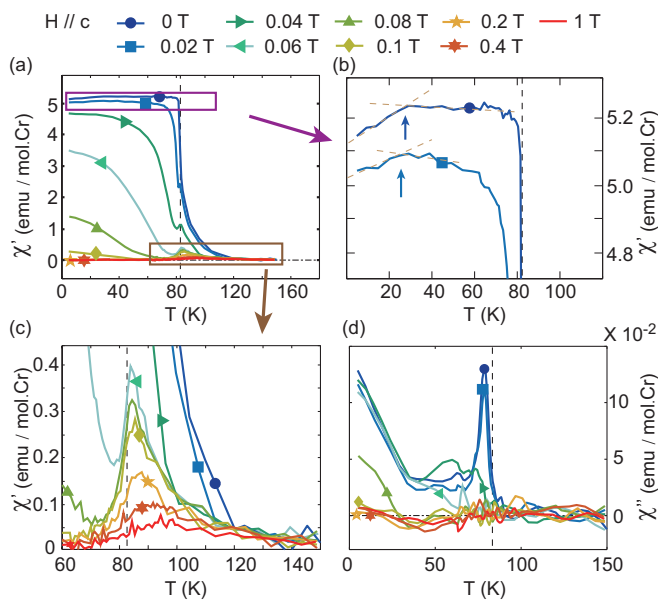 H // c 0 T 0.04 T 0.08 T 0.2 T 1 T
0.02 T 0.06 T 0.1 T 0.4 T
(a) (b)
χ' (emu / mol.Cr)
5
4
3
2
1
0
0 40 80 120 160
T (K)
5.2
5.0
4.8
χ' (emu / mol.Cr)
0 20 40 60 80 100
T (K)
(c) (d)
X 10-2
χ' (emu / mol.Cr)
0.4
0.3
0.2
0.1
0
60 80 100 120 140
T (K)
10
5
0
χ'' (emu / mol.Cr)
0 50 100 150
T (K)